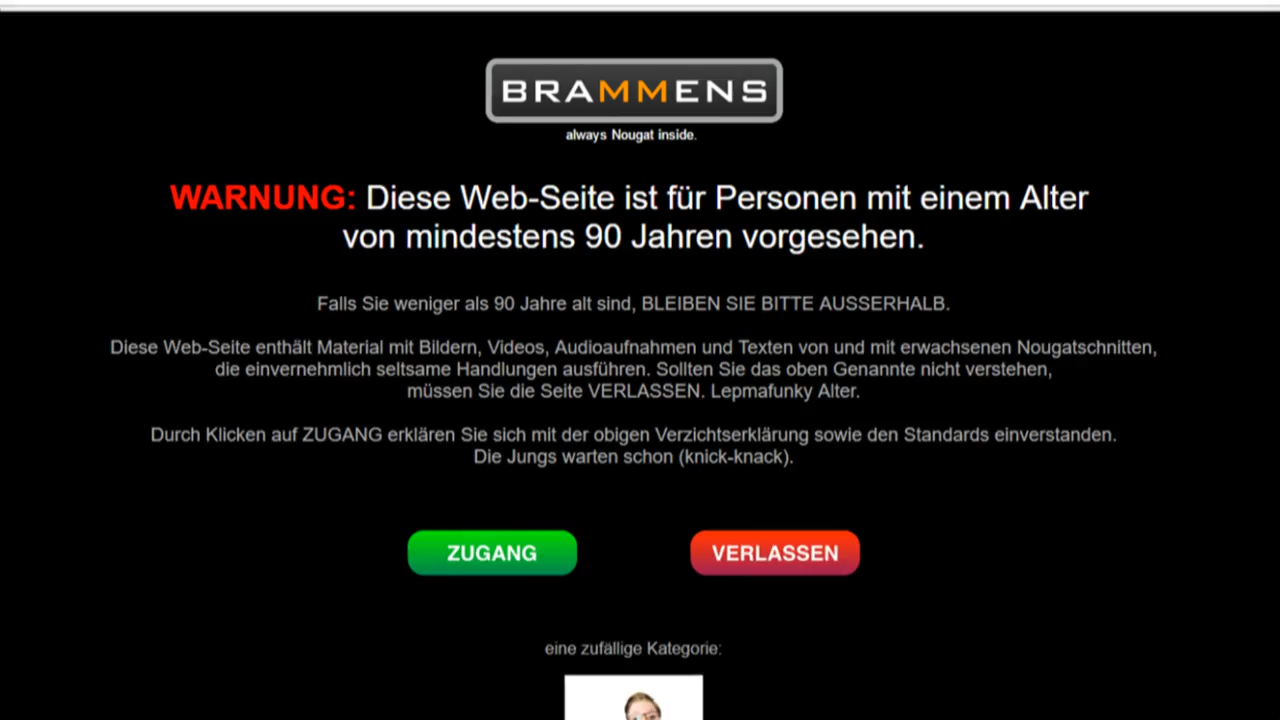 BRAMMENS
always Nougat inside.
WARNUNG: Diese Web-Seite ist für Personen mit einem Alter
von mindestens 90 Jahren vorgesehen.
Falls Sie weniger als 90 Jahre alt sind, BLEIBEN SIE BITTE AUSSERHALB.
Diese Web-Seite enthält Material mit Bildern, Videos, Audioaufnahmen und Texten von und mit erwachsenen Nougatschnitten,
die einvernehmlich seltsame Handlungen ausführen. Sollten Sie das oben Genannte nicht verstehen,
müssen Sie die Seite VERLASSEN. Lepmafunky Alter.
Durch Klicken auf ZUGANG erklären Sie sich mit der obigen Verzichtserklärung sowie den Standards einverstanden.
Die Jungs warten schon (knick-knack).
ZUGANG VERLASSEN
eine zufällige Kategorie: